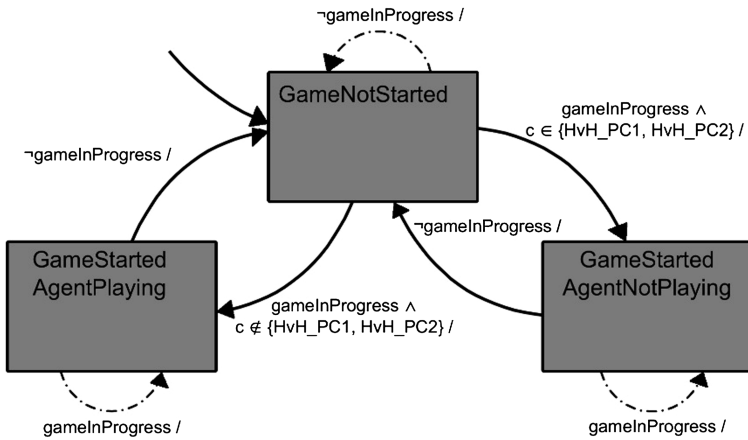 ¬gameInProgress /
GameNotStarted
gameInProgress ∧
c ∈ {HvH_PC1, HvH_PC2} /
¬gameInProgress /
¬gameInProgress /
GameStarted
AgentPlaying
GameStarted
AgentNotPlaying
gameInProgress ∧
c ∉ {HvH_PC1, HvH_PC2} /
gameInProgress /
gameInProgress /